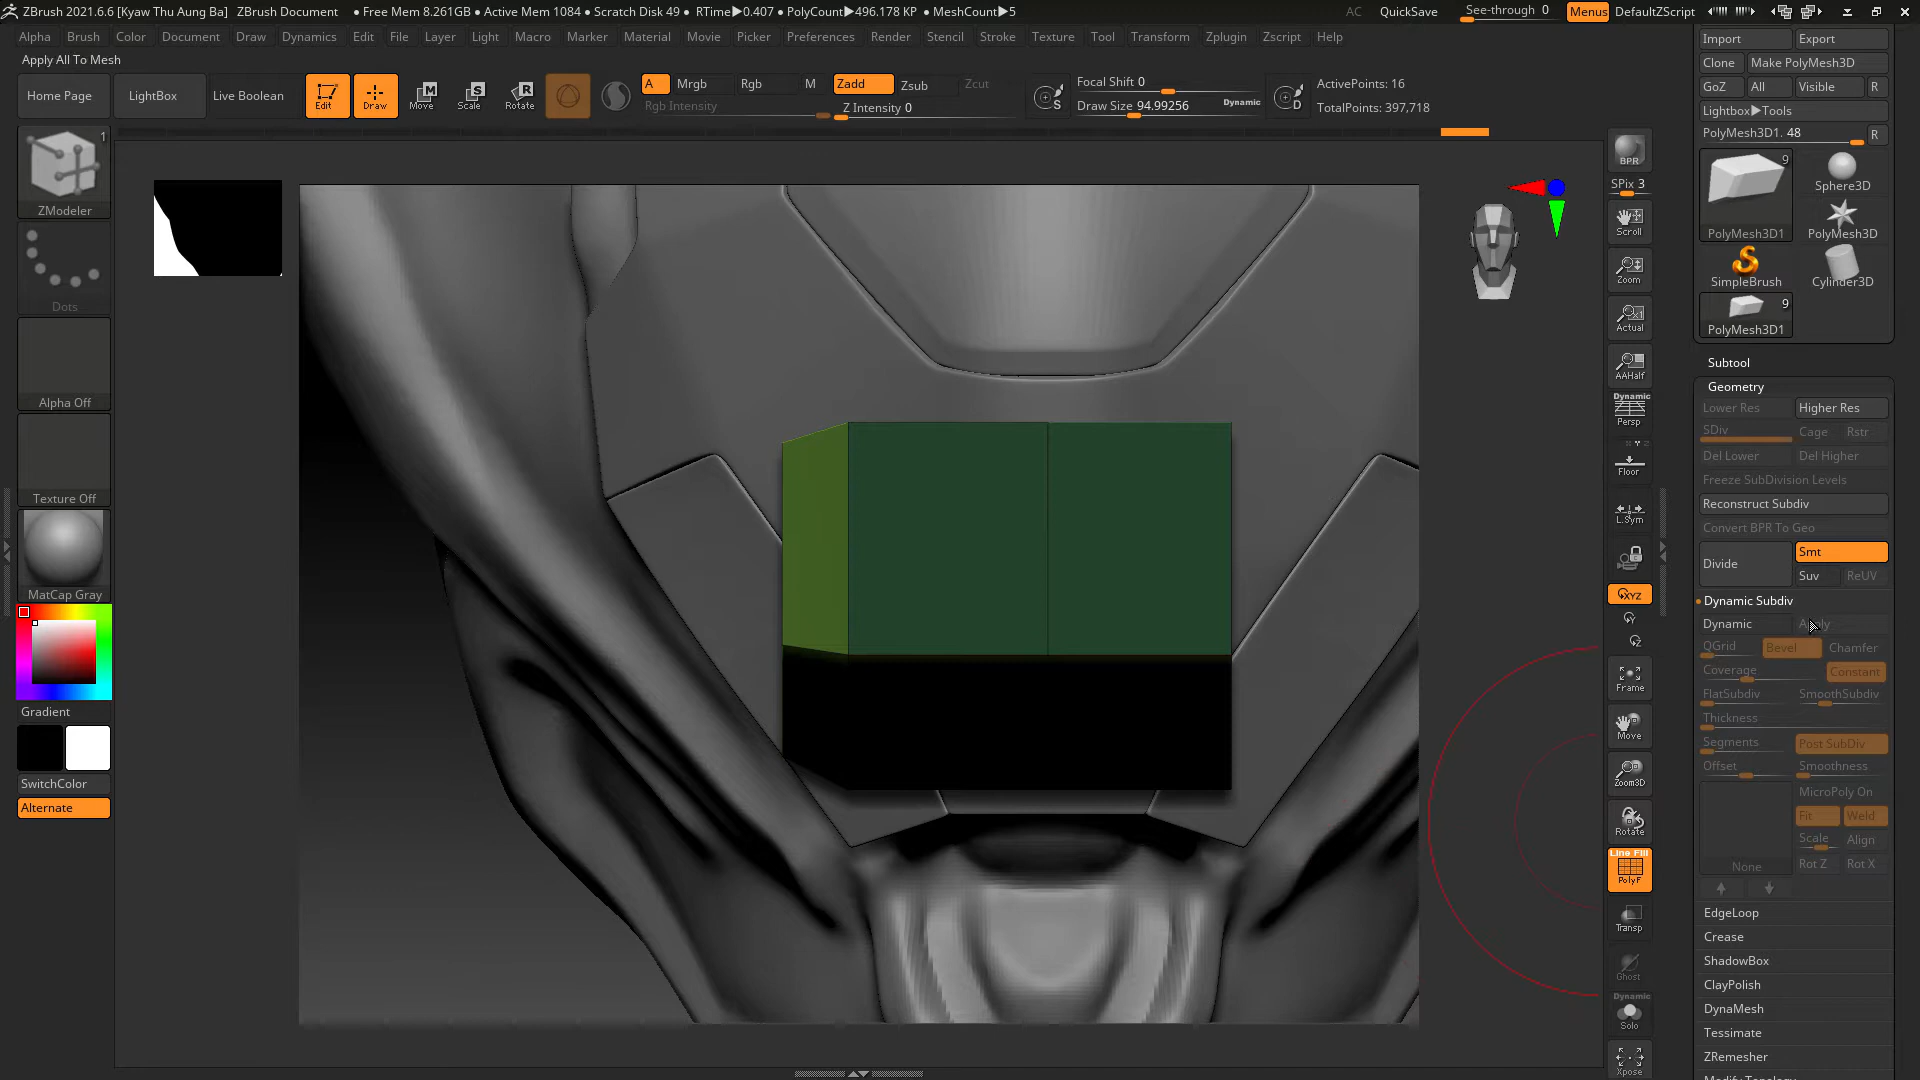 ZBrush 2021.6.6 [Kyaw Thu Aung Ba] ZBrush Document • Free Mem 8.261GB • Active Mem 1084 • Scratch Disk 49 • RTime▶0.407 • PolyCount▶496.178 KP • MeshCount▶5
AC QuickSave See-through 0 Menus DefaultZScript
Alpha Brush Color Document Draw Dynamics Edit File Layer Light Macro Marker Material Movie Picker Preferences Render Stencil Stroke Texture Tool Transform Zplugin Zscript Help
Apply All To Mesh
Home Page LightBox Live Boolean
Edit Draw Move Scale Rotate
A Mrgb Rgb M Zadd Zsub Zcut
Rgb Intensity Z Intensity 0
Focal Shift 0
Draw Size 94.99256 Dynamic
ActivePoints: 16
TotalPoints: 397,718
1
ZModeler
Dots
Alpha Off
Texture Off
MatCap Gray
Gradient
SwitchColor
Alternate
BPR
SPix 3
Scroll
Zoom
Actual
AAHalf
Dynamic
Persp
Floor
L.Sym
XYZ
Frame
Move
Zoom3D
Rotate
Line Fill
PolyF
Transp
Ghost
Dynamic
Solo
Xpose
Import Export
Clone Make PolyMesh3D
GoZ All Visible R
Lightbox▶Tools
PolyMesh3D1. 48 R
9
PolyMesh3D1 Sphere3D
PolyMesh3D
SimpleBrush Cylinder3D
9
PolyMesh3D1
Subtool
Geometry
Lower Res Higher Res
SDiv Cage Rstr
Del Lower Del Higher
Freeze SubDivision Levels
Reconstruct Subdiv
Convert BPR To Geo
Divide Smt
Suv ReUV
Dynamic Subdiv
Dynamic Apply
QGrid Bevel Chamfer
Coverage Constant
FlatSubdiv SmoothSubdiv
Thickness
Segments Post SubDiv
Offset Smoothness
MicroPoly On
Fit Weld
Scale Align
None Rot Z Rot X
EdgeLoop
Crease
ShadowBox
ClayPolish
DynaMesh
Tessimate
ZRemesher